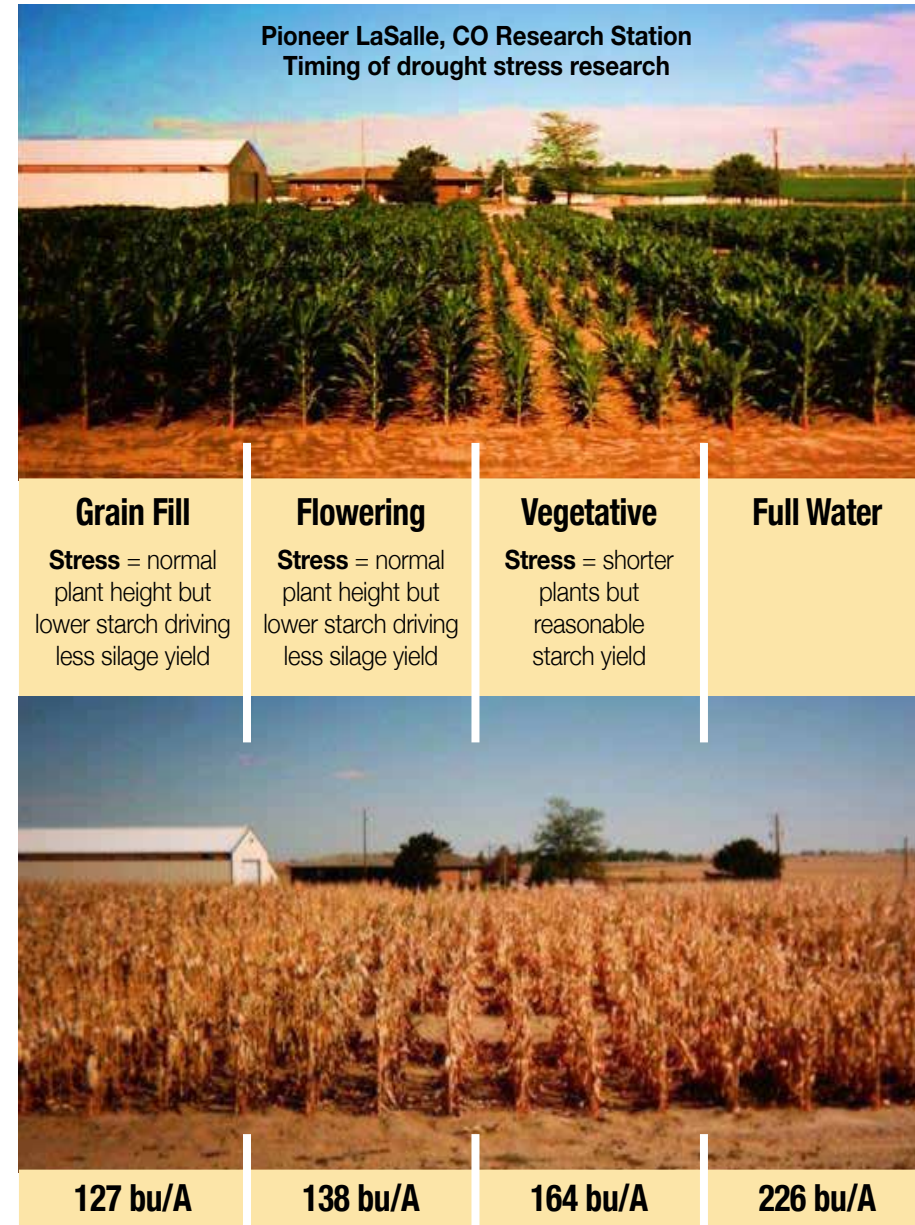 Pioneer LaSalle, CO Research Station
Timing of drought stress research
Grain Fill
Stress = normal
plant height but
lower starch driving
less silage yield
Flowering
Stress = normal
plant height but
lower starch driving
less silage yield
Vegetative
Stress = shorter
plants but
reasonable
starch yield
Full Water
127 bu/A
138 bu/A
164 bu/A
226 bu/A